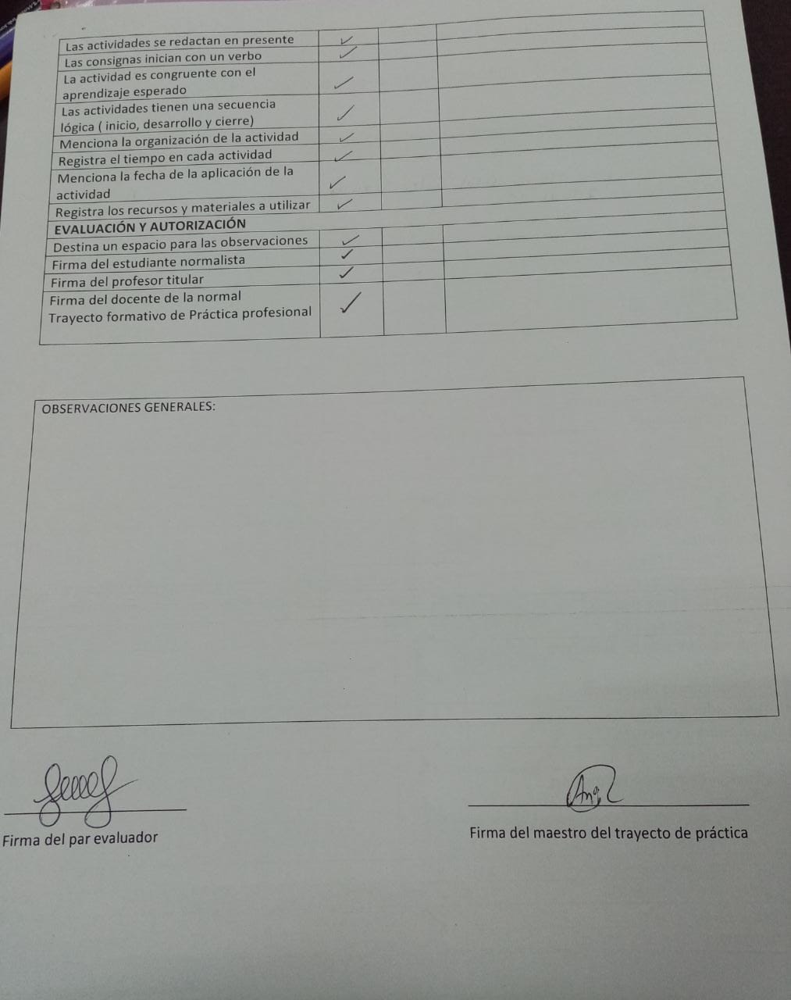 Las actividades se redactan en presente ✓
Las consignas inician con un verbo ✓
La actividad es congruente con el
aprendizaje esperado ✓
Las actividades tienen una secuencia
lógica ( inicio, desarrollo y cierre) ✓
Menciona la organización de la actividad ✓
Registra el tiempo en cada actividad ✓
Menciona la fecha de la aplicación de la
actividad ✓
Registra los recursos y materiales a utilizar ✓
EVALUACIÓN Y AUTORIZACIÓN
Destina un espacio para las observaciones ✓
Firma del estudiante normalista ✓
Firma del profesor titular ✓
Firma del docente de la normal
Trayecto formativo de Práctica profesional ✓
OBSERVACIONES GENERALES:
Firma del par evaluador
Firma del maestro del trayecto de práctica